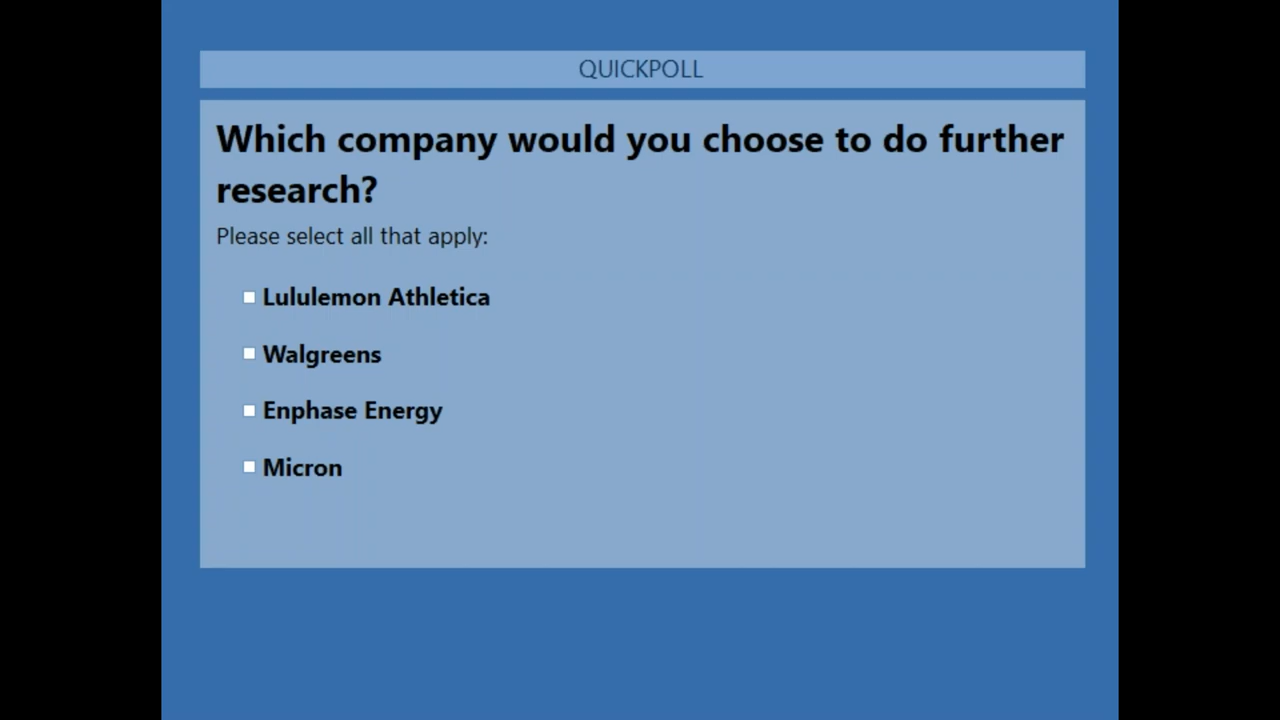 QUICKPOLL
Which company would you choose to do further
research?
Please select all that apply:
Lululemon Athletica
Walgreens
Enphase Energy
Micron